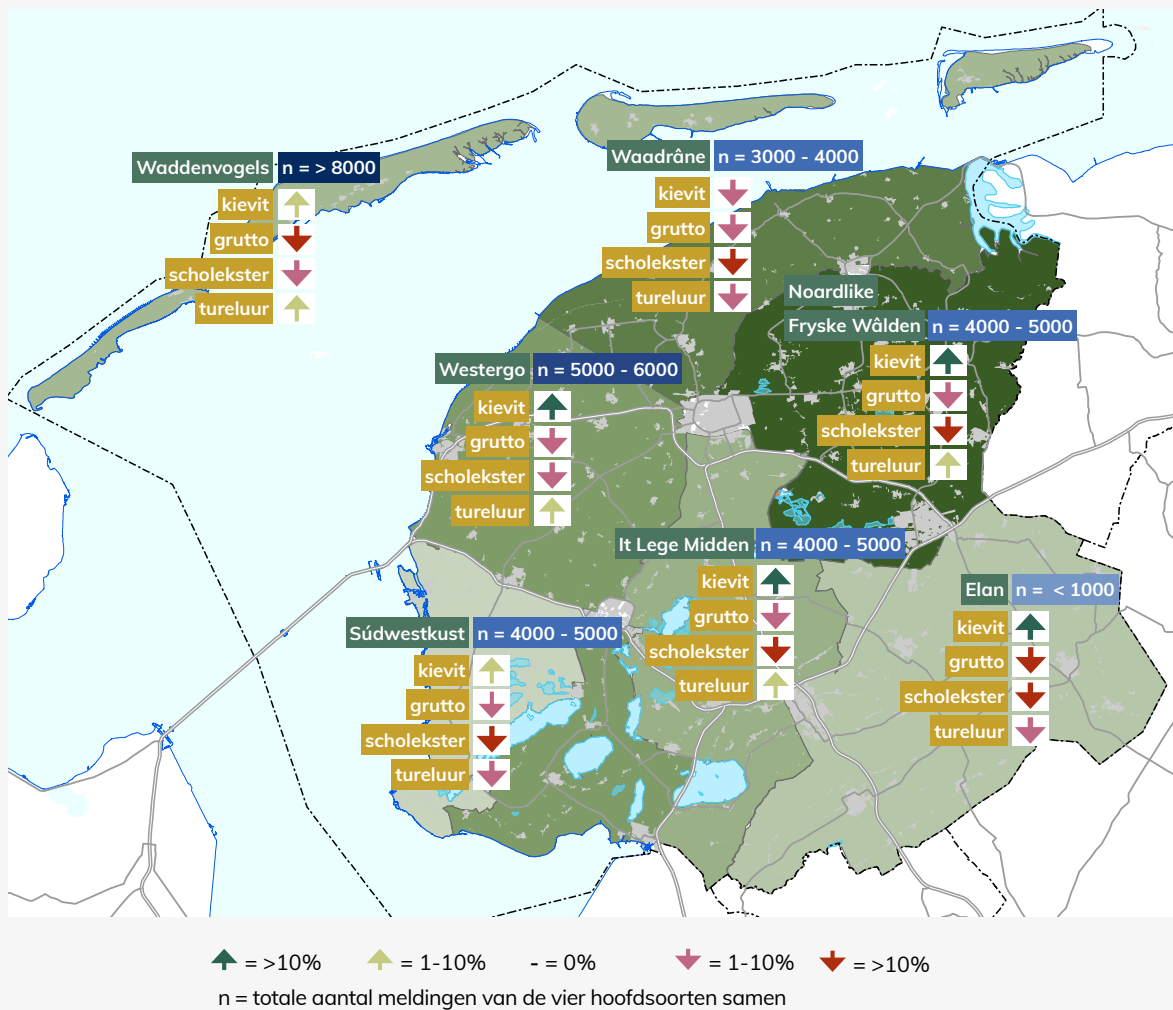 Waddenvogels n = > 8000
kievit
grutto
scholekster
tureluur
Waadrâne n = 3000 - 4000
kievit
grutto
scholekster
tureluur
Noardlike
Fryske Wâlden n = 4000 - 5000
kievit
grutto
scholekster
tureluur
Westergo n = 5000 - 6000
kievit
grutto
scholekster
tureluur
It Lege Midden n = 4000 - 5000
kievit
grutto
scholekster
tureluur
Elan n = < 1000
kievit
grutto
scholekster
tureluur
Súdwestkust n = 4000 - 5000
kievit
grutto
scholekster
tureluur
= >10% = 1-10% - = 0% = 1-10% = >10%
n = totale aantal meldingen van de vier hoofdsoorten samen